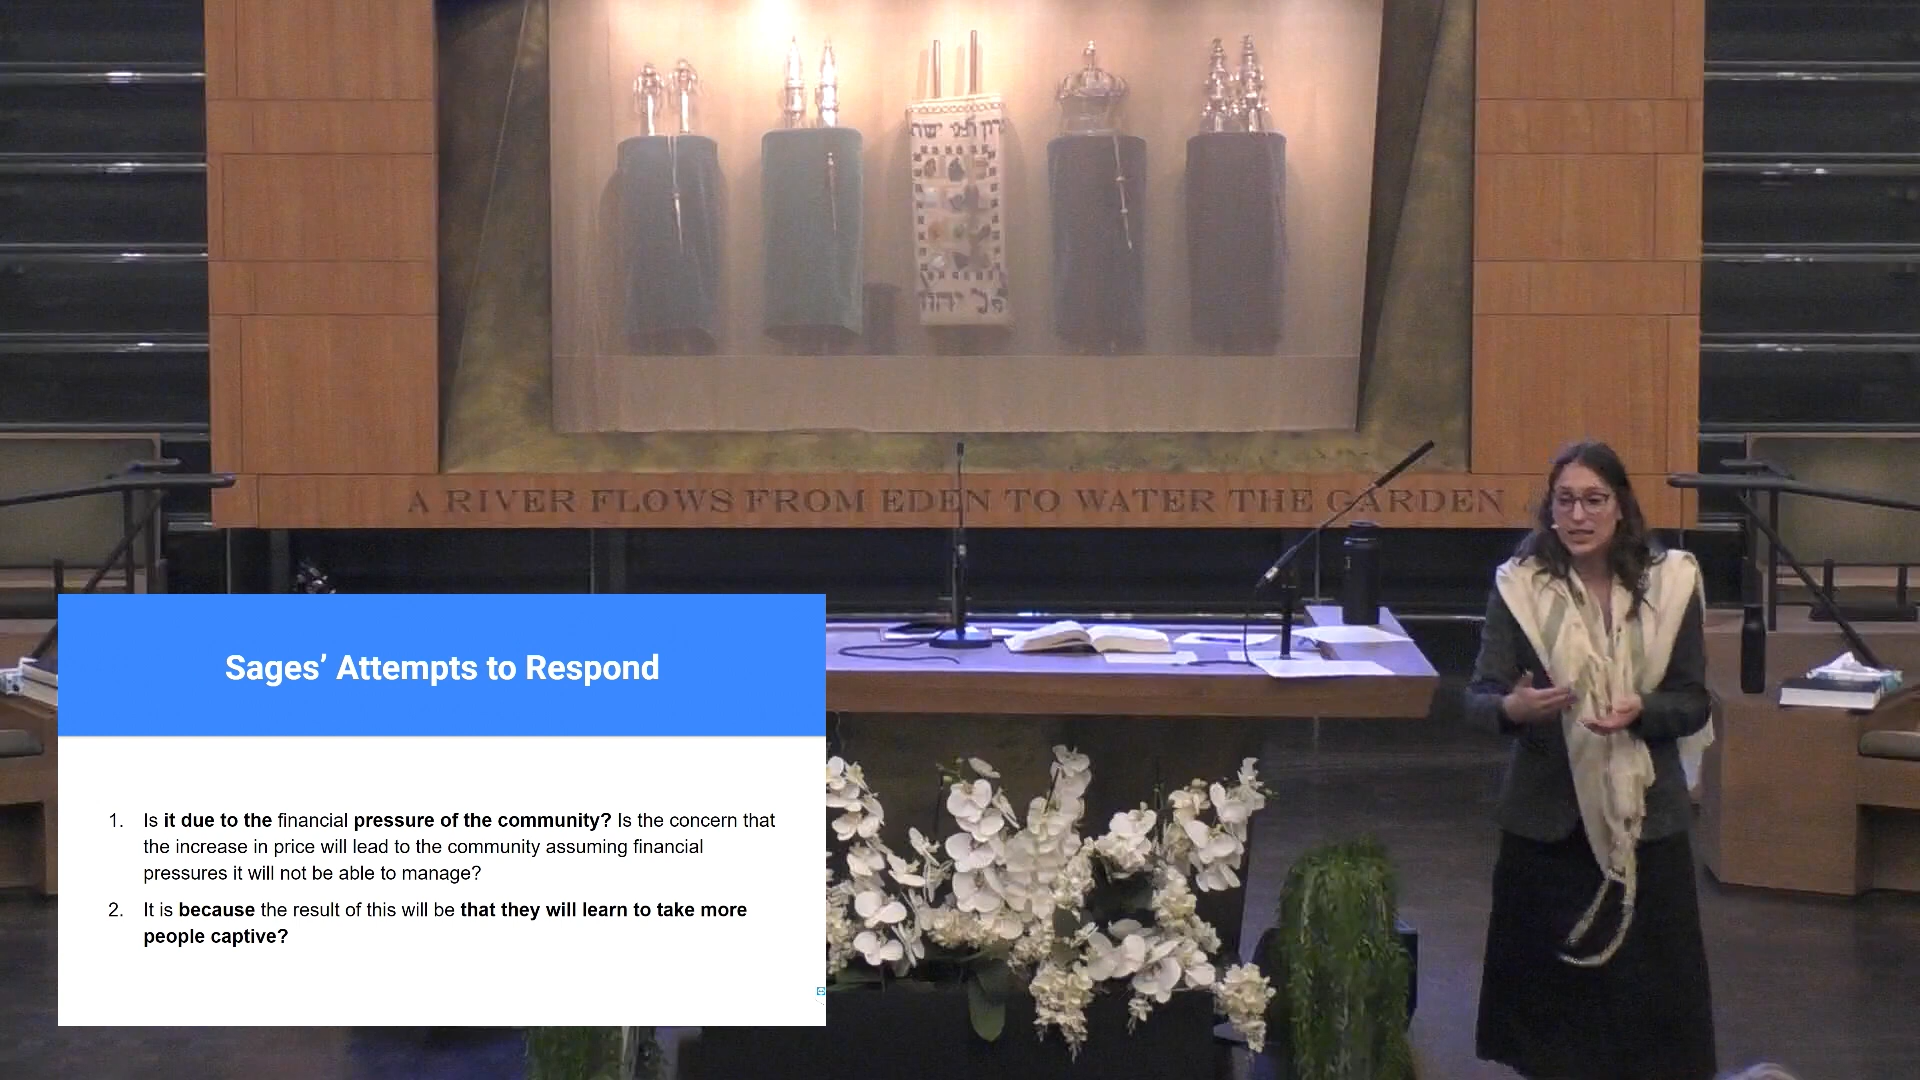 A RIVER FLOWS FROM EDEN TO WATER THE GARDEN
Sages’ Attempts to Respond
1. Is it due to the financial pressure of the community? Is the concern that
the increase in price will lead to the community assuming financial
pressures it will not be able to manage?
2. It is because the result of this will be that they will learn to take more
people captive?